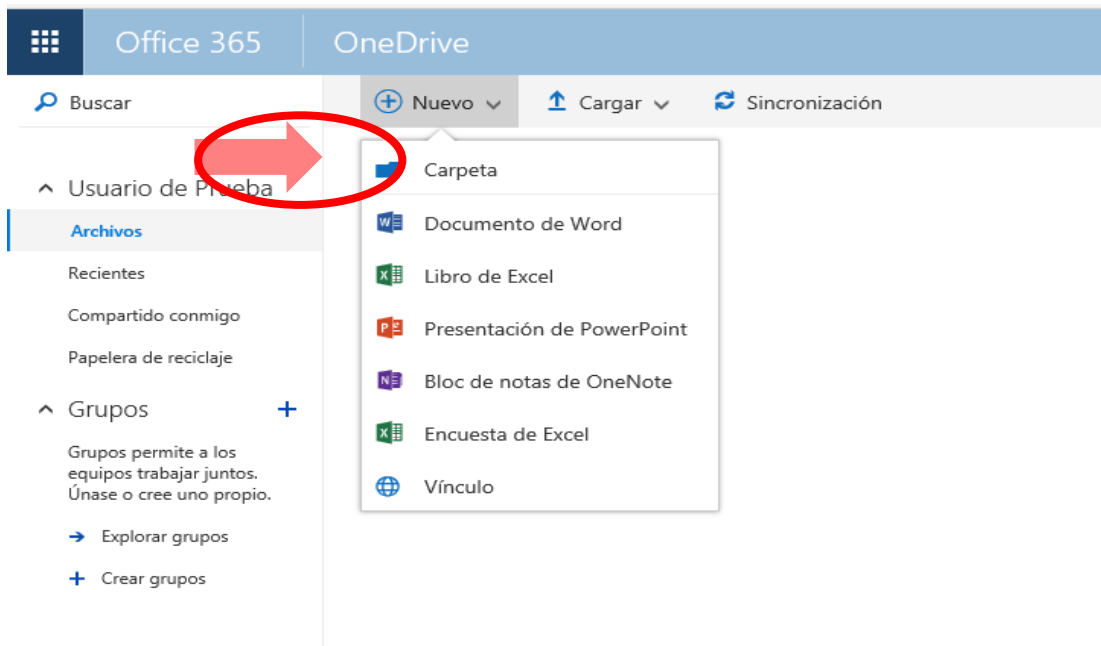 Office 365
OneDrive
Buscar
Nuevo
Cargar
Sincronización
Usuario de Prueba
Archivos
Recientes
Compartido conmigo
Papelera de reciclaje
Grupos
Grupos permite a los
equipos trabajar juntos.
Únase o cree uno propio.
Explorar grupos
Crear grupos
Carpeta
Documento de Word
Libro de Excel
Presentación de PowerPoint
Bloc de notas de OneNote
Encuesta de Excel
Vínculo